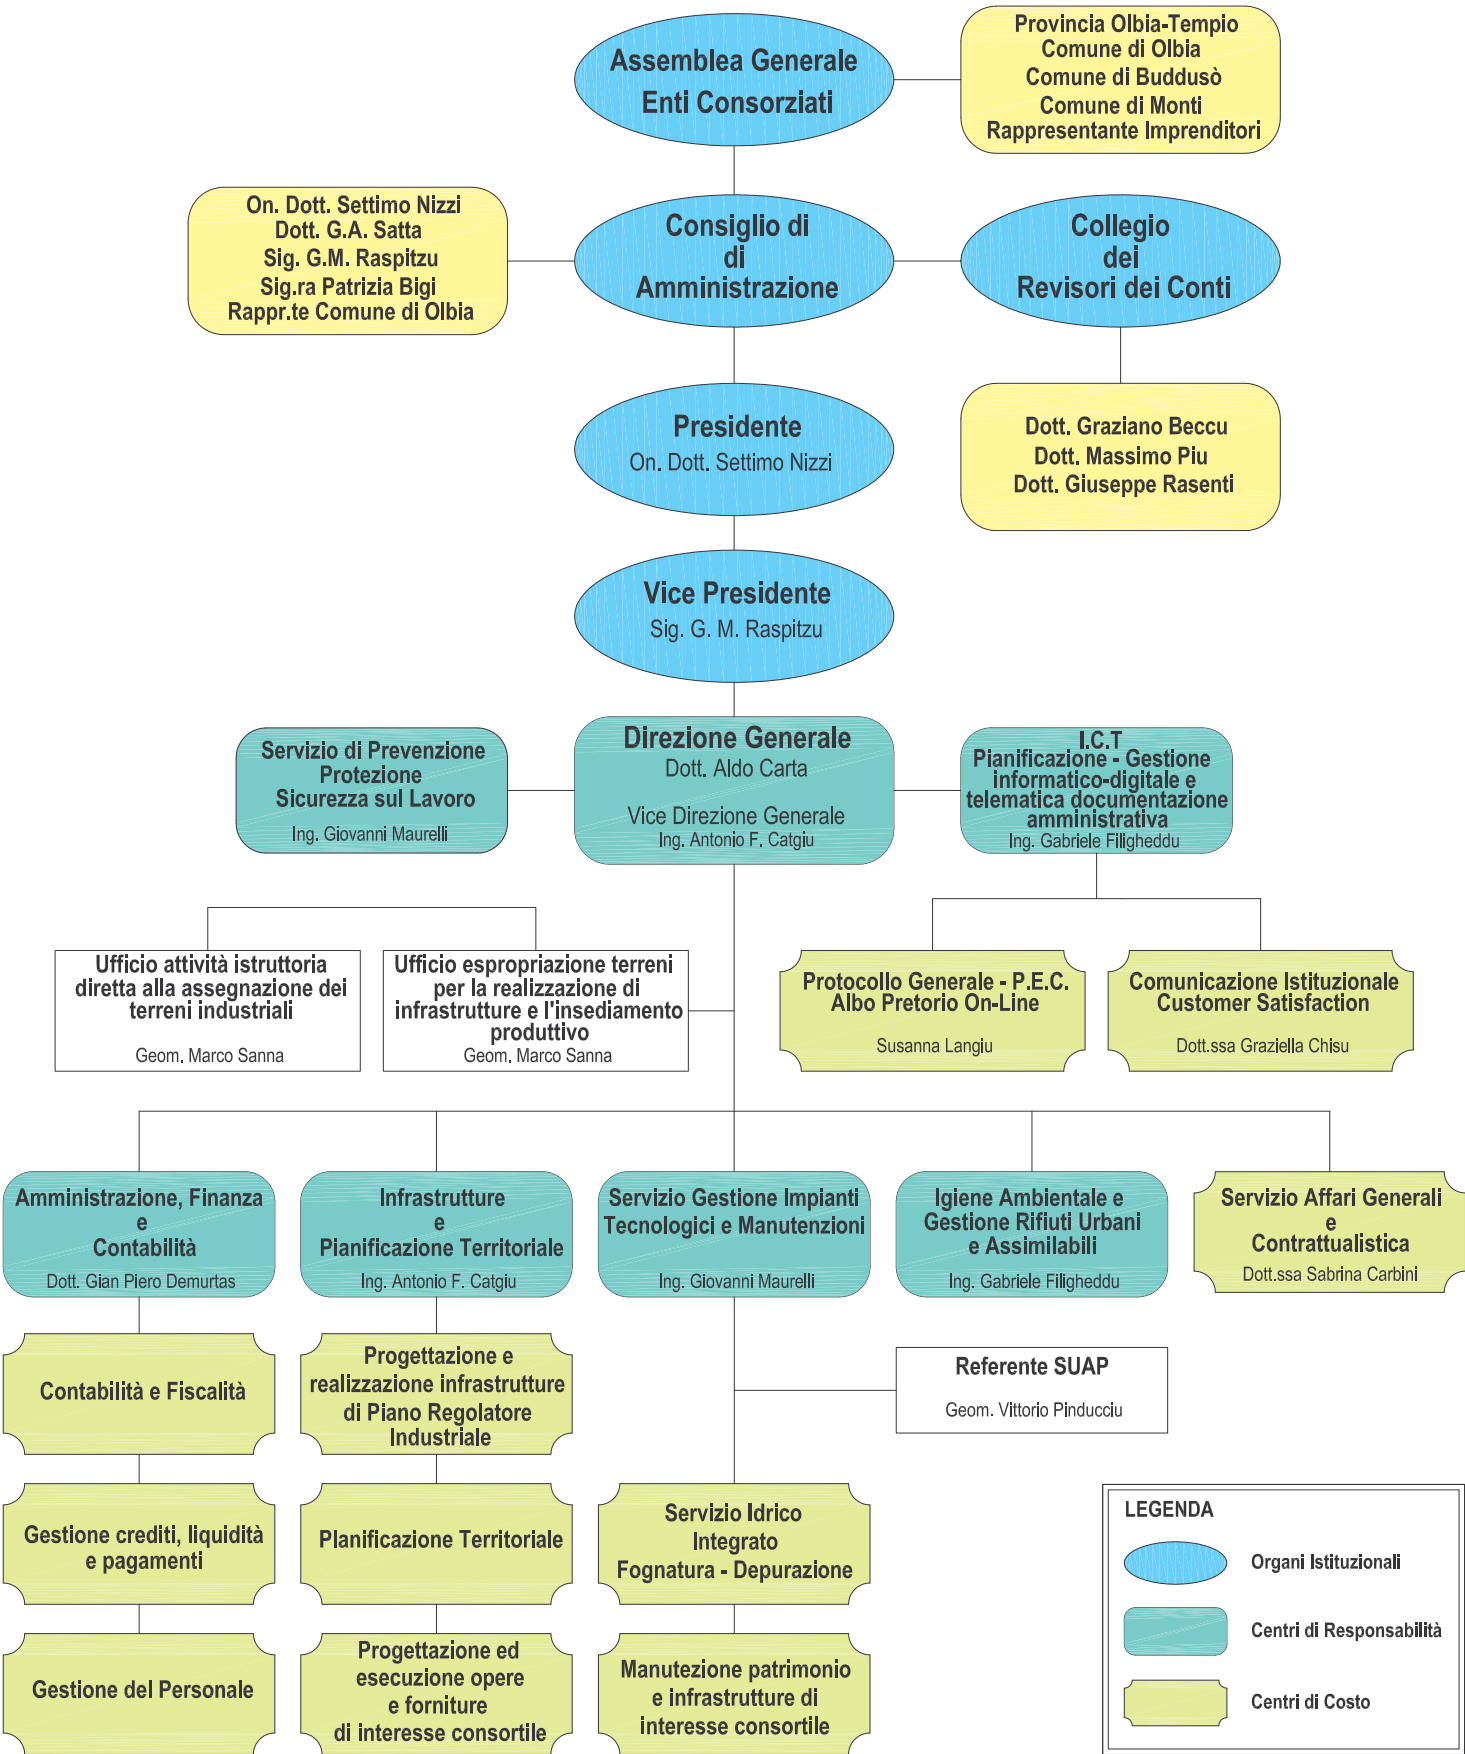 Assemblea Generale
Enti Consorziati
Provincia Olbia-Tempio
Comune di Olbia
Comune di Buddusò
Comune di Monti
Rappresentante Imprenditori
On. Dott. Settimo Nizzi
Dott. G.A. Satta
Sig. G.M. Raspitzu
Sig.ra Patrizia Bigi
Rappr.te Comune di Olbia
Consiglio di
di
Amministrazione
Collegio
dei
Revisori dei Conti
Presidente
On. Dott. Settimo Nizzi
Dott. Graziano Beccu
Dott. Massimo Piu
Dott. Giuseppe Rasenti
Vice Presidente
Sig. G. M. Raspitzu
Servizio di Prevenzione
Protezione
Sicurezza sul Lavoro
Ing. Giovanni Maurelli
Direzione Generale
Dott. Aldo Carta
Vice Direzione Generale
Ing. Antonio F. Catgiu
I.C.T
Pianificazione - Gestione
informatico-digitale e
telematica documentazione
amministrativa
Ing. Gabriele Filigheddu
Ufficio attività istruttoria
diretta alla assegnazione dei
terreni industriali
Geom. Marco Sanna
Ufficio espropriazione terreni
per la realizzazione di
infrastrutture e l'insediamento
produttivo
Geom. Marco Sanna
Protocollo Generale - P.E.C.
Albo Pretorio On-Line
Susanna Langiu
Comunicazione Istituzionale
Customer Satisfaction
Dott.ssa Graziella Chisu
Amministrazione, Finanza
e
Contabilità
Dott. Gian Piero Demurtas
Infrastrutture
e
Pianificazione Territoriale
Ing. Antonio F. Catgiu
Servizio Gestione Impianti
Tecnologici e Manutenzioni
Ing. Giovanni Maurelli
Igiene Ambientale e
Gestione Rifiuti Urbani
e Assimilabili
Ing. Gabriele Filigheddu
Servizio Affari Generali
e
Contrattualistica
Dott.ssa Sabrina Carbini
Contabilità e Fiscalità
Progettazione e
realizzazione infrastrutture
di Piano Regolatore
Industriale
Referente SUAP
Geom. Vittorio Pinducciu
Gestione crediti, liquidità
e pagamenti
Planificazione Territoriale
Servizio Idrico
Integrato
Fognatura - Depurazione
Gestione del Personale
Progettazione ed
esecuzione opere
e forniture
di interesse consortile
Manutezione patrimonio
e infrastrutture di
interesse consortile
LEGENDA
Organi Istituzionali
Centri di Responsabilità
Centri di Costo